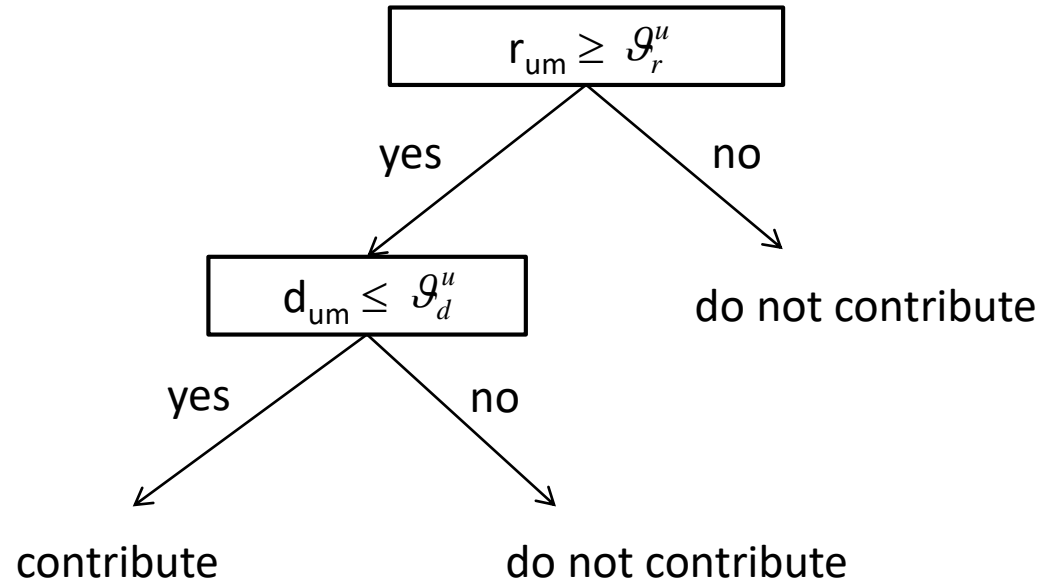 r_um ≥ ϑ_r^u
yes
no
d_um ≤ ϑ_d^u
do not contribute
yes
no
contribute
do not contribute